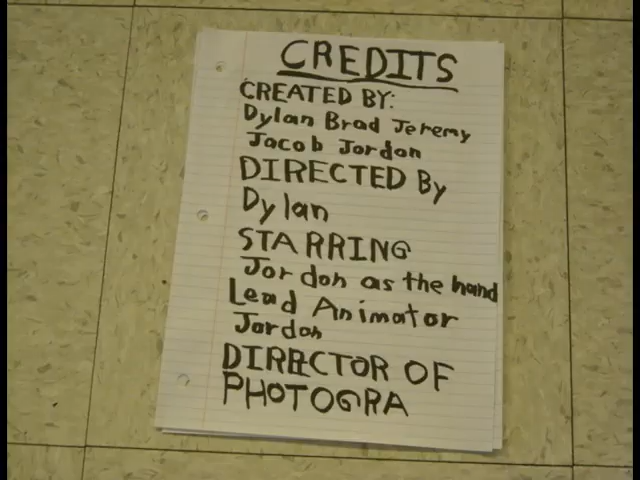 CREDITS
CREATED BY:
Dylan Brad Jeremy
Jacob Jordan
DIRECTED By
Dylan
STARRING
Jordon as the hand
Lead Animator
Jordan
DIRECTOR OF
PHOTOGRA